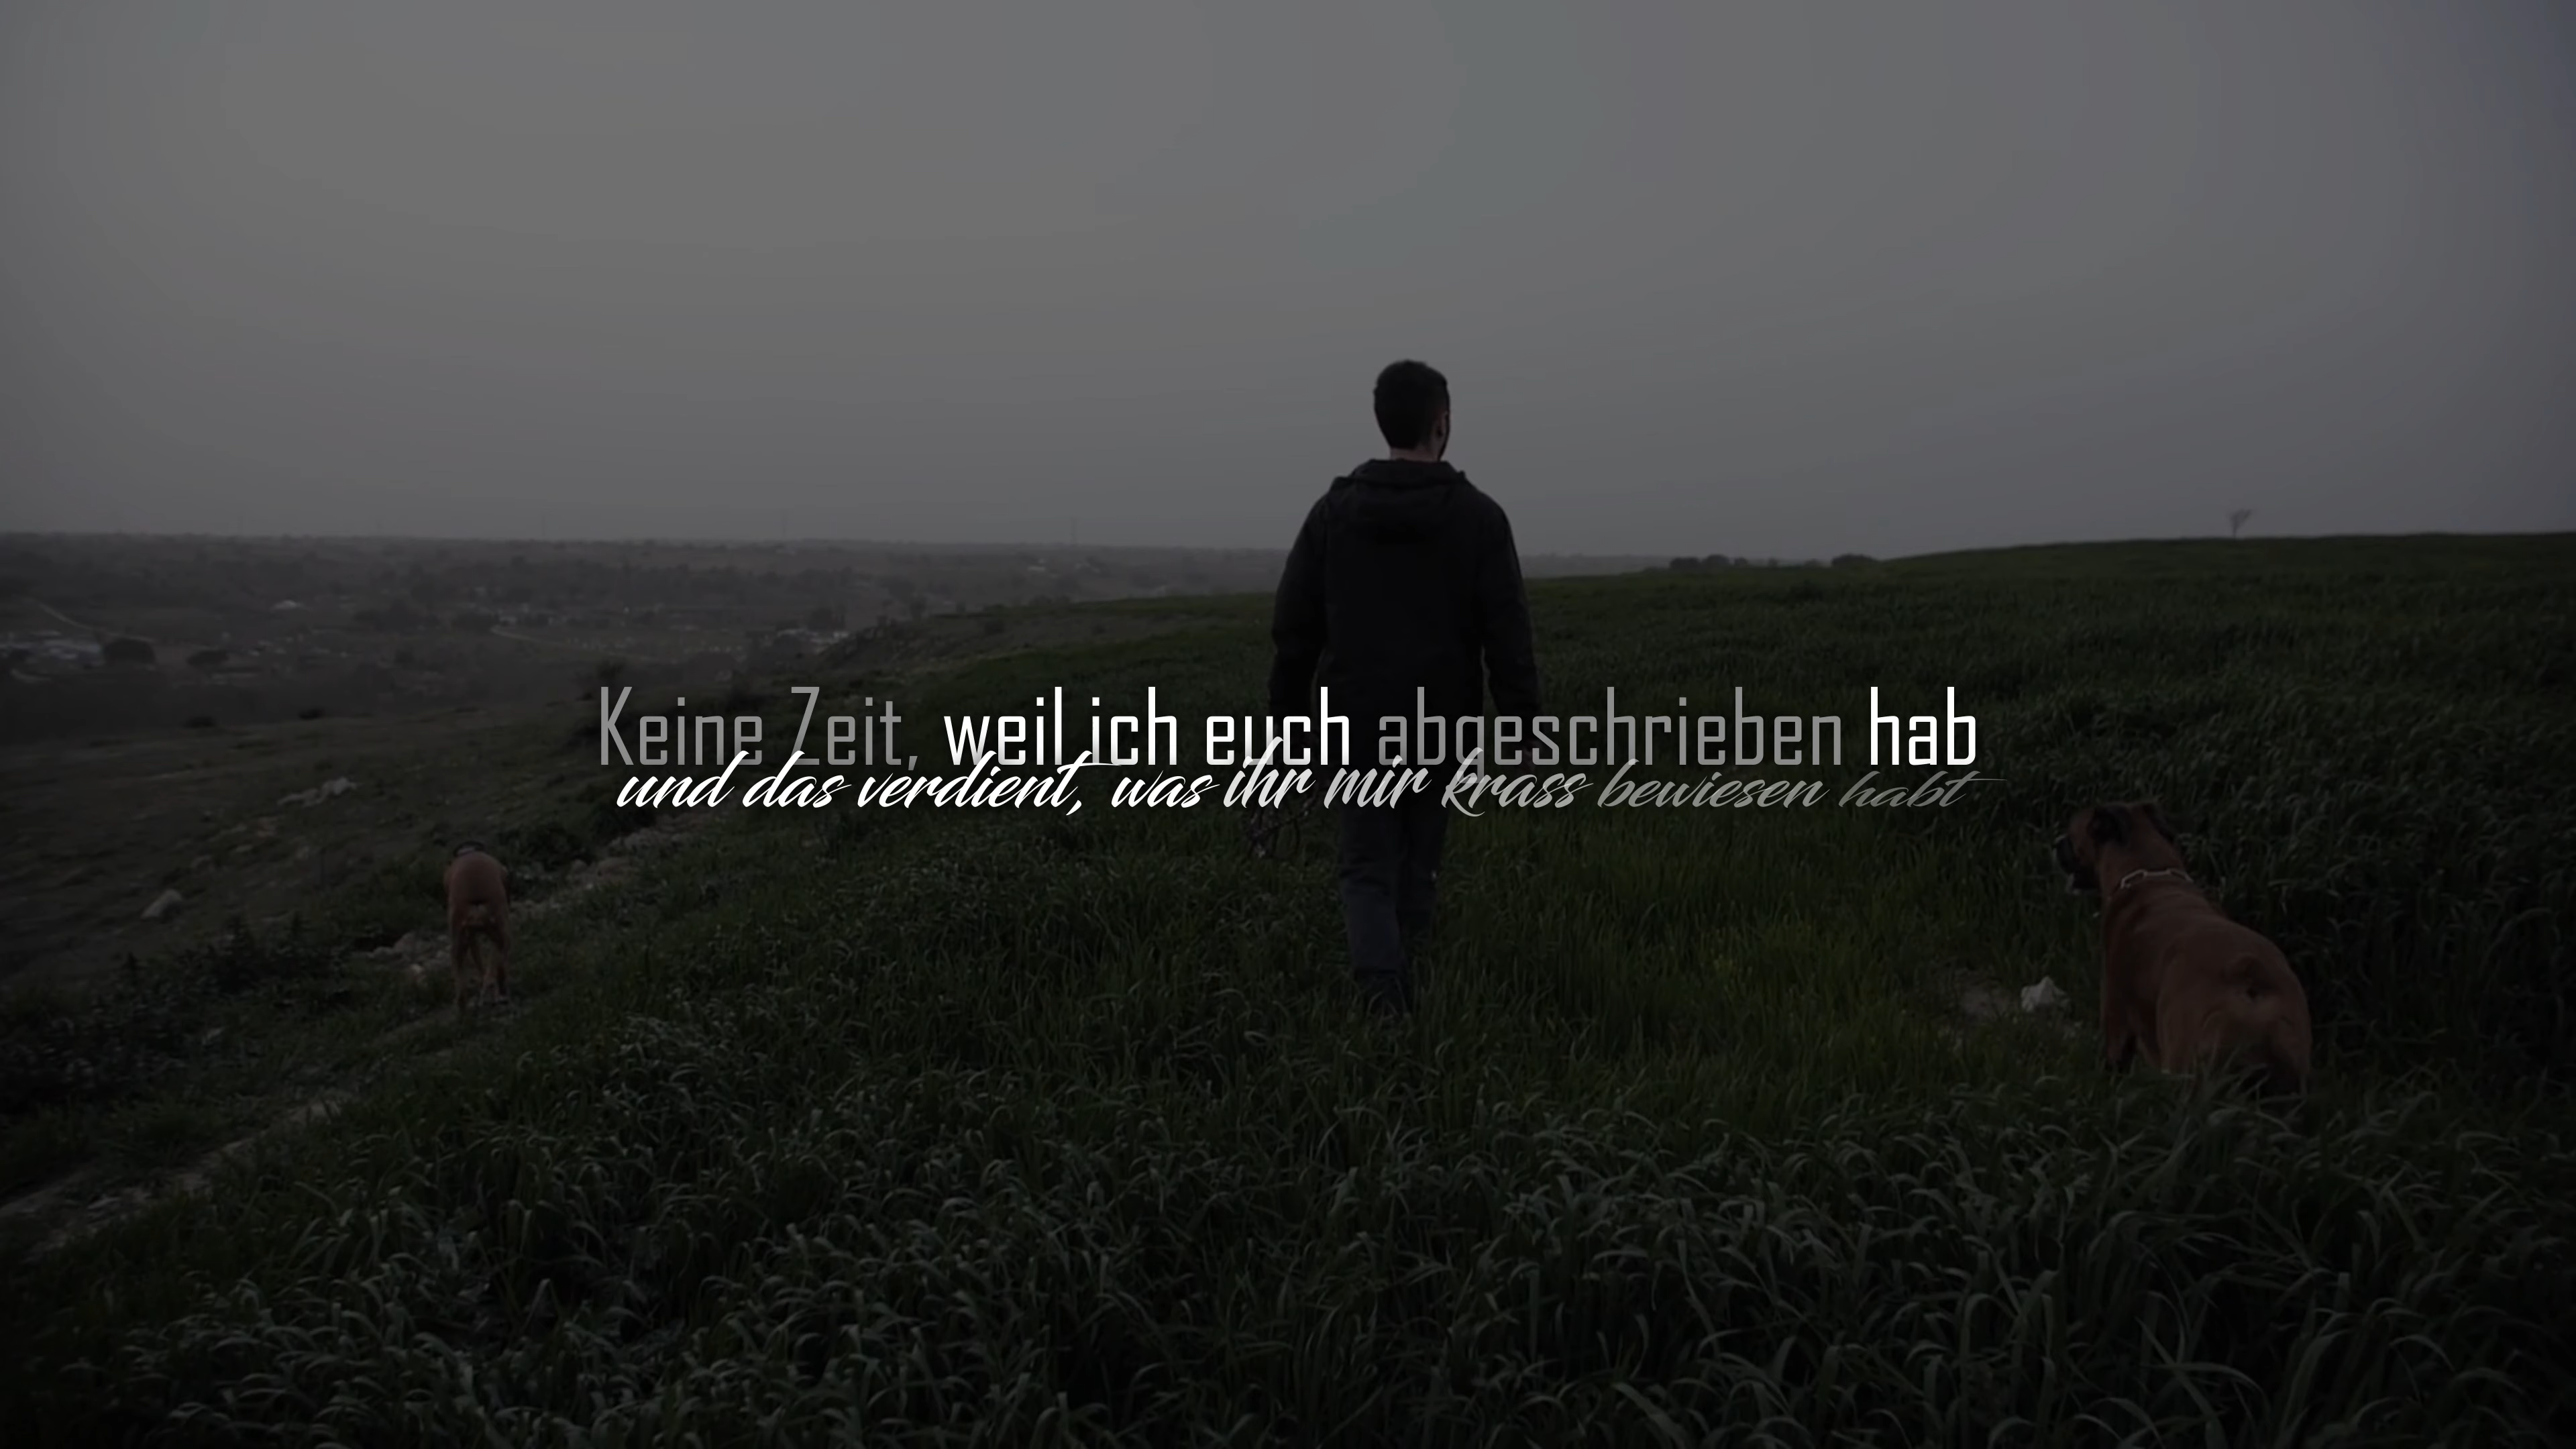 Keine Zeit, weil ich euch abgeschrieben hab
und das verdient, was ihr mir krass bewiesen habt